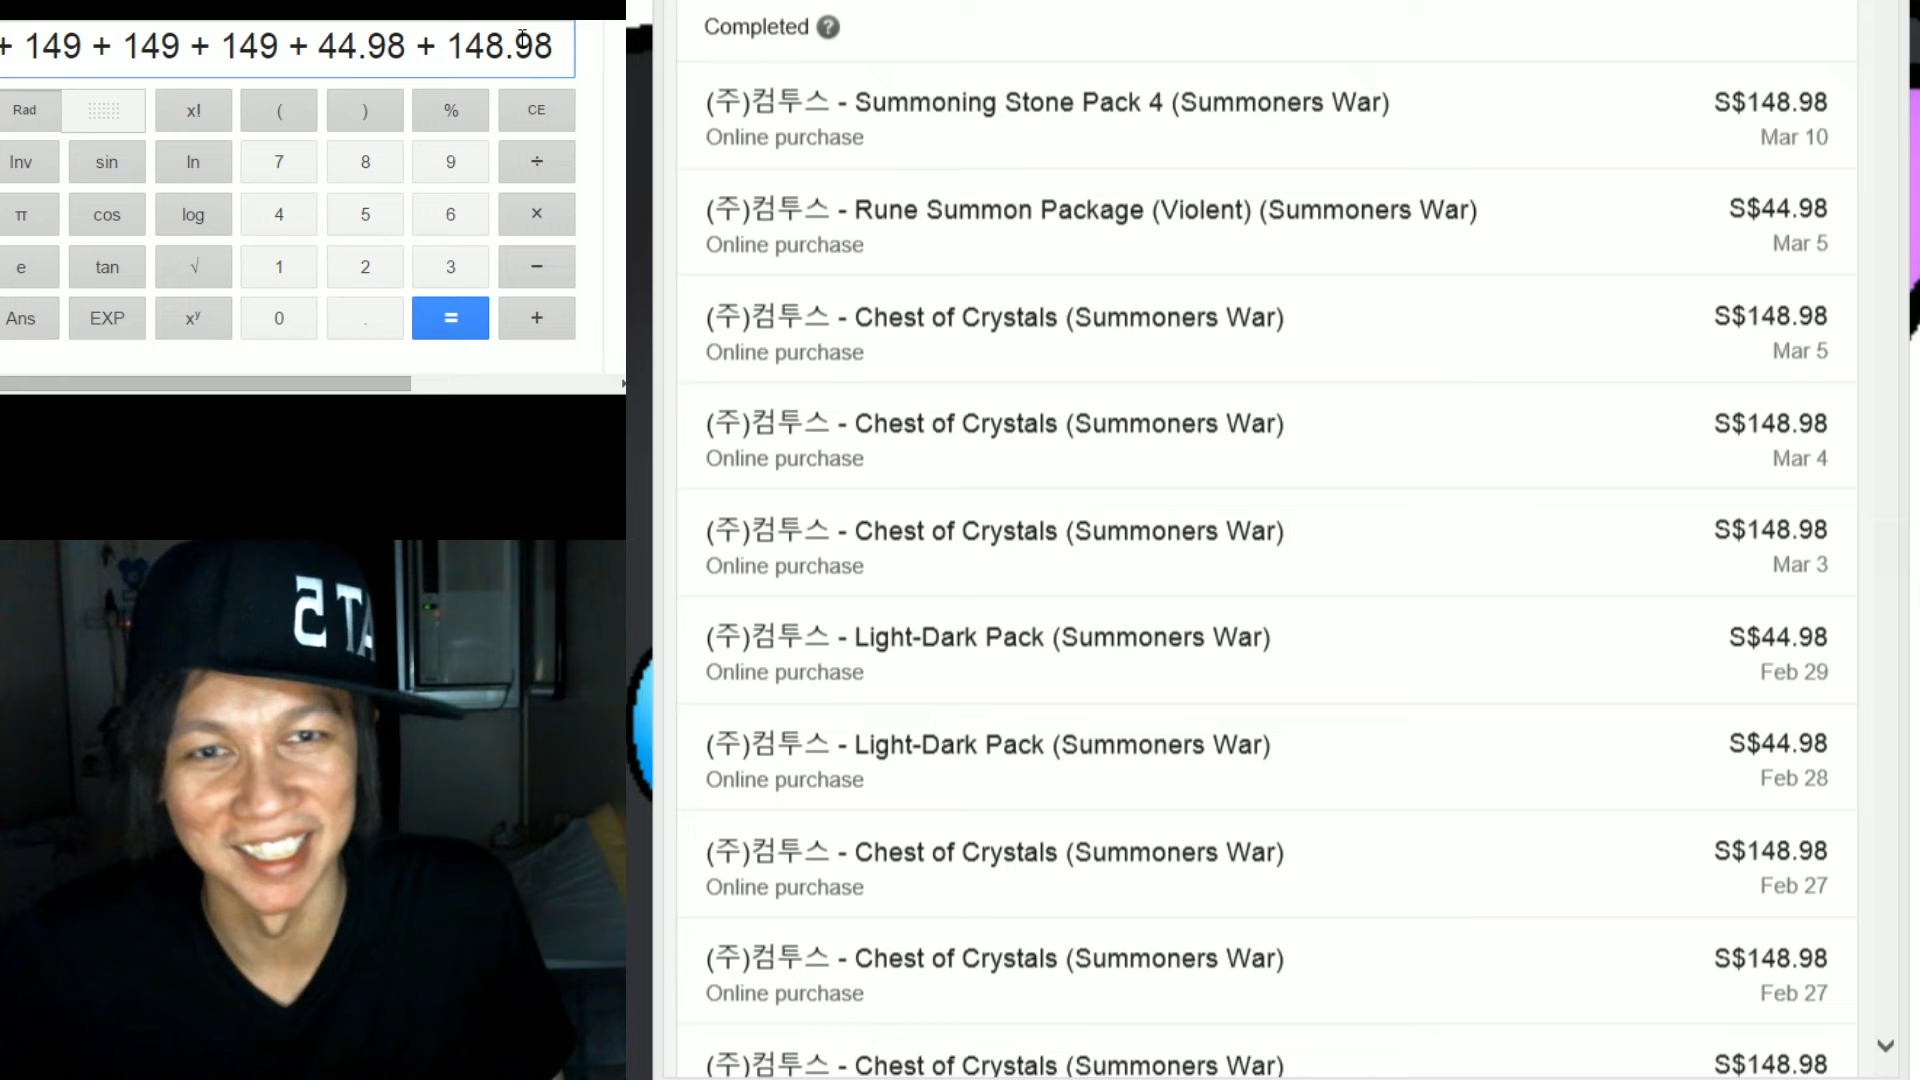 + 149 + 149 + 149 + 44.98 + 148.98
Rad
x!
(
)
%
CE
Inv
sin
ln
7
8
9
÷
π
cos
log
4
5
6
×
e
tan
√
1
2
3
−
Ans
EXP
xʸ
0
.
=
+
5 TA
Completed ?
(주)컴투스 - Summoning Stone Pack 4 (Summoners War) S$148.98
Online purchase Mar 10
(주)컴투스 - Rune Summon Package (Violent) (Summoners War) S$44.98
Online purchase Mar 5
(주)컴투스 - Chest of Crystals (Summoners War) S$148.98
Online purchase Mar 5
(주)컴투스 - Chest of Crystals (Summoners War) S$148.98
Online purchase Mar 4
(주)컴투스 - Chest of Crystals (Summoners War) S$148.98
Online purchase Mar 3
(주)컴투스 - Light-Dark Pack (Summoners War) S$44.98
Online purchase Feb 29
(주)컴투스 - Light-Dark Pack (Summoners War) S$44.98
Online purchase Feb 28
(주)컴투스 - Chest of Crystals (Summoners War) S$148.98
Online purchase Feb 27
(주)컴투스 - Chest of Crystals (Summoners War) S$148.98
Online purchase Feb 27
(주)컴투스 - Chest of Crystals (Summoners War) S$148.98